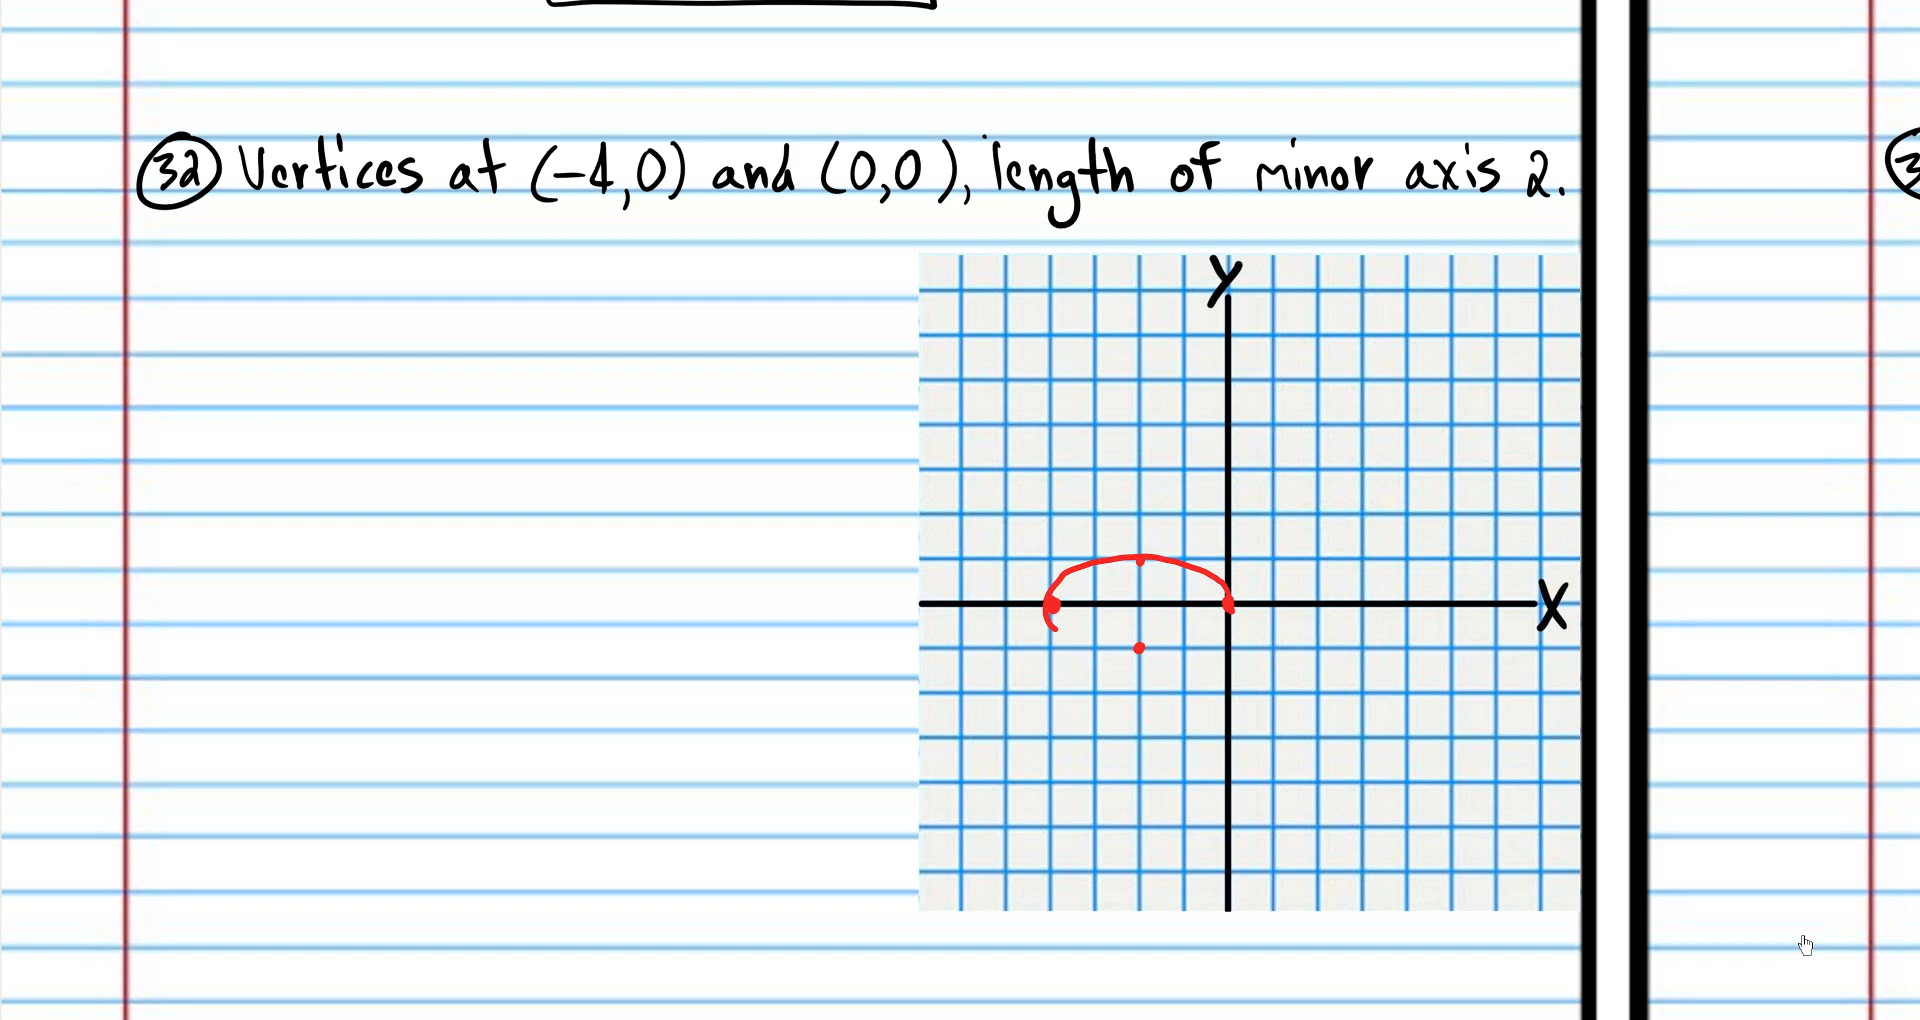 32 Vertices at (-4,0) and (0,0), length of minor axis 2.
y
x